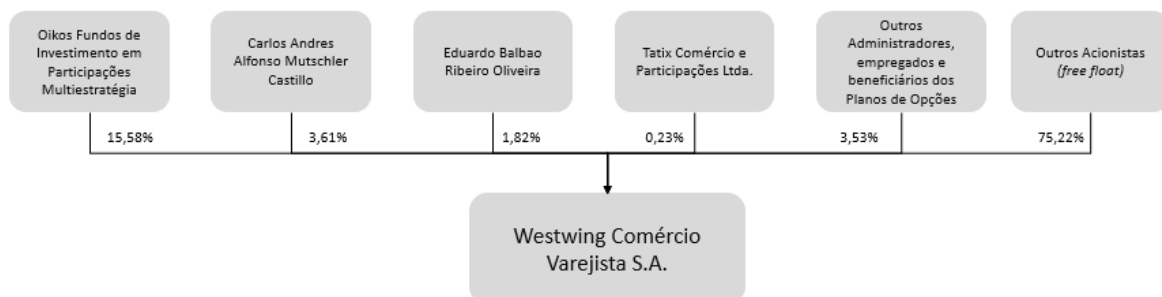 Oikos Fundos de
Investimento em
Participações
Multiestratégia
Carlos Andres
Alfonso Mutschler
Castillo
Eduardo Balbao
Ribeiro Oliveira
Tatix Comércio e
Participações Ltda.
Outros
Administradores,
empregados e
beneficiários dos
Planos de Opções
Outros Acionistas
(free float)
15,58%
3,61%
1,82%
0,23%
3,53%
75,22%
Westwing Comércio
Varejista S.A.